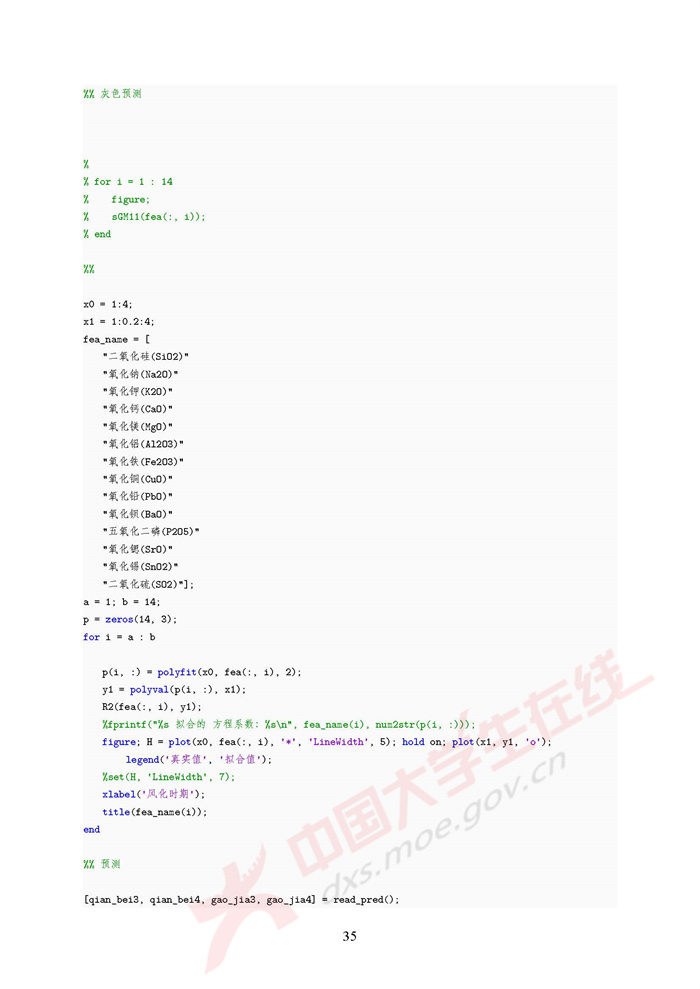 %% 灰色预测
%
% for i = 1 : 14
%    figure;
%    sGM11(fea(:, i));
% end
%%
x0 = 1:4;
x1 = 1:0.2:4;
fea_name = [
"二氧化硅(SiO2)"
"氧化钠(Na2O)"
"氧化钾(K2O)"
"氧化钙(CaO)"
"氧化镁(MgO)"
"氧化铝(Al2O3)"
"氧化铁(Fe2O3)"
"氧化铜(CuO)"
"氧化铅(PbO)"
"氧化钡(BaO)"
"五氧化二磷(P2O5)"
"氧化锶(SrO)"
"氧化锡(SnO2)"
"二氧化硫(SO2)"];
a = 1; b = 14;
p = zeros(14, 3);
for i = a : b
p(i, :) = polyfit(x0, fea(:, i), 2);
y1 = polyval(p(i, :), x1);
R2(fea(:, i), y1);
%fprintf("%s 拟合的 方程系数: %s\n", fea_name(i), num2str(p(i, :)));
figure; H = plot(x0, fea(:, i), '*', 'LineWidth', 5); hold on; plot(x1, y1, 'o');
legend('真实值', '拟合值');
%set(H, 'LineWidth', 7);
xlabel('风化时期');
title(fea_name(i));
end
%% 预测
[qian_bei3, qian_bei4, gao_jia3, gao_jia4] = read_pred();
35
中国大学生在线
dxs.moe.gov.cn